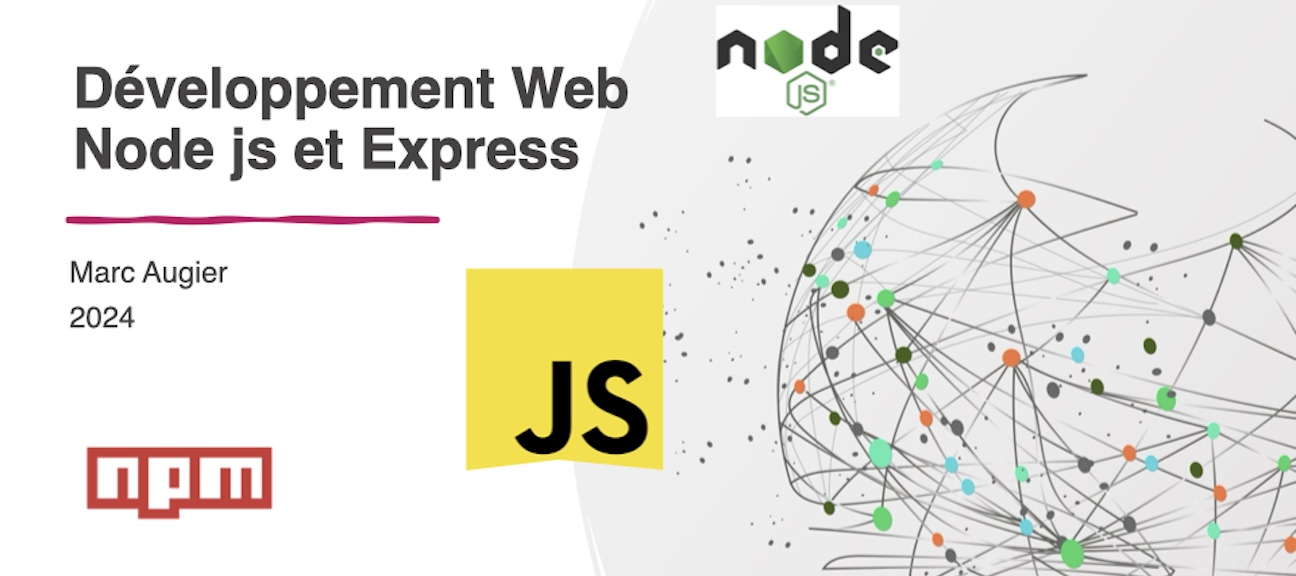 node
JS
Développement Web
Node js et Express
Marc Augier
2024
JS
npm